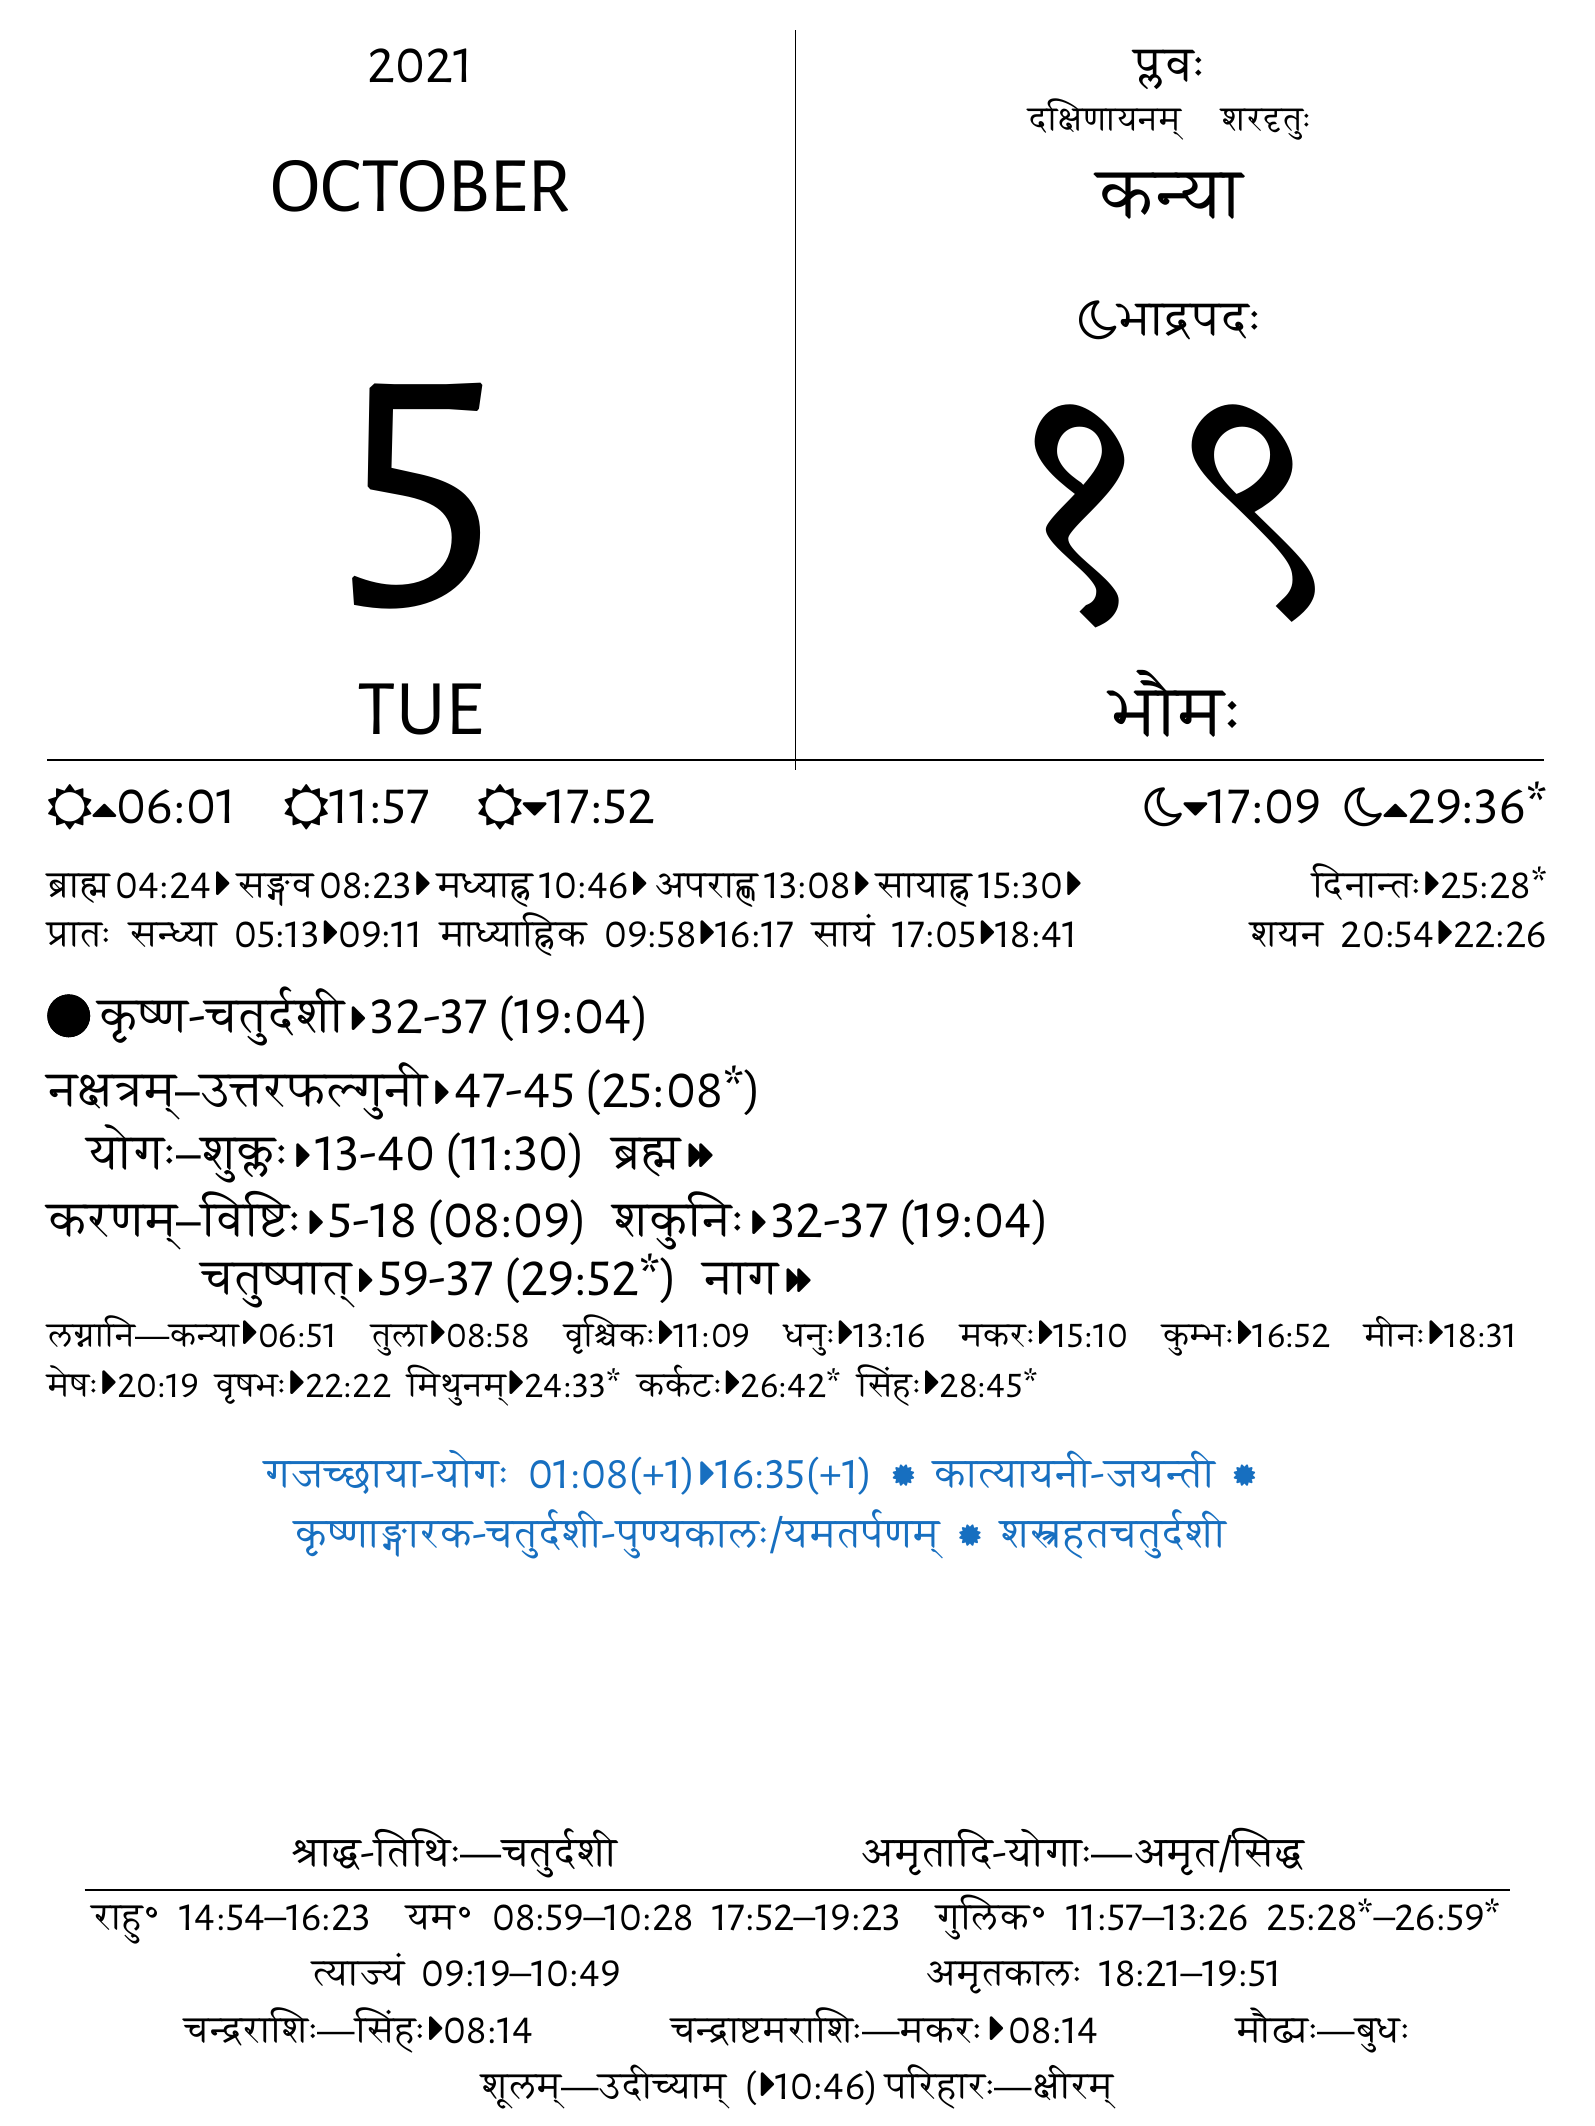 2021
OCTOBER
5
TUE
प्लवः
दक्षिणायनम् शरदृतुः
कन्या
भाद्रपदः
१९
भौमः
06:01 11:57 17:52 17:09 29:36*
ब्राह्म 04:24 सङ्गव 08:23 मध्याह्न 10:46 अपराह्ण 13:08 सायाह्न 15:30 दिनान्तः 25:28*
प्रातः सन्ध्या 05:13 09:11 माध्याह्निक 09:58 16:17 सायं 17:05 18:41 शयन 20:54 22:26
कृष्ण-चतुर्दशी 32-37 (19:04)
नक्षत्रम्–उत्तरफल्गुनी 47-45 (25:08*)
योगः–शुक्लः 13-40 (11:30) ब्रह्म
करणम्–विष्टिः 5-18 (08:09) शकुनिः 32-37 (19:04)
चतुष्पात् 59-37 (29:52*) नाग
लग्नानि—कन्या 06:51 तुला 08:58 वृश्चिकः 11:09 धनुः 13:16 मकरः 15:10 कुम्भः 16:52 मीनः 18:31
मेषः 20:19 वृषभः 22:22 मिथुनम् 24:33* कर्कटः 26:42* सिंहः 28:45*
गजच्छाया-योगः 01:08(+1) 16:35(+1) कात्यायनी-जयन्ती
कृष्णाङ्गारक-चतुर्दशी-पुण्यकालः/यमतर्पणम् शस्त्रहतचतुर्दशी
श्राद्ध-तिथिः—चतुर्दशी अमृतादि-योगाः—अमृत/सिद्ध
राहु॰ 14:54–16:23 यम॰ 08:59–10:28 17:52–19:23 गुलिक॰ 11:57–13:26 25:28*–26:59*
त्याज्यं 09:19–10:49 अमृतकालः 18:21–19:51
चन्द्रराशिः—सिंहः 08:14 चन्द्राष्टमराशिः—मकरः 08:14 मौढ्यः—बुधः
शूलम्—उदीच्याम् ( 10:46) परिहारः—क्षीरम्